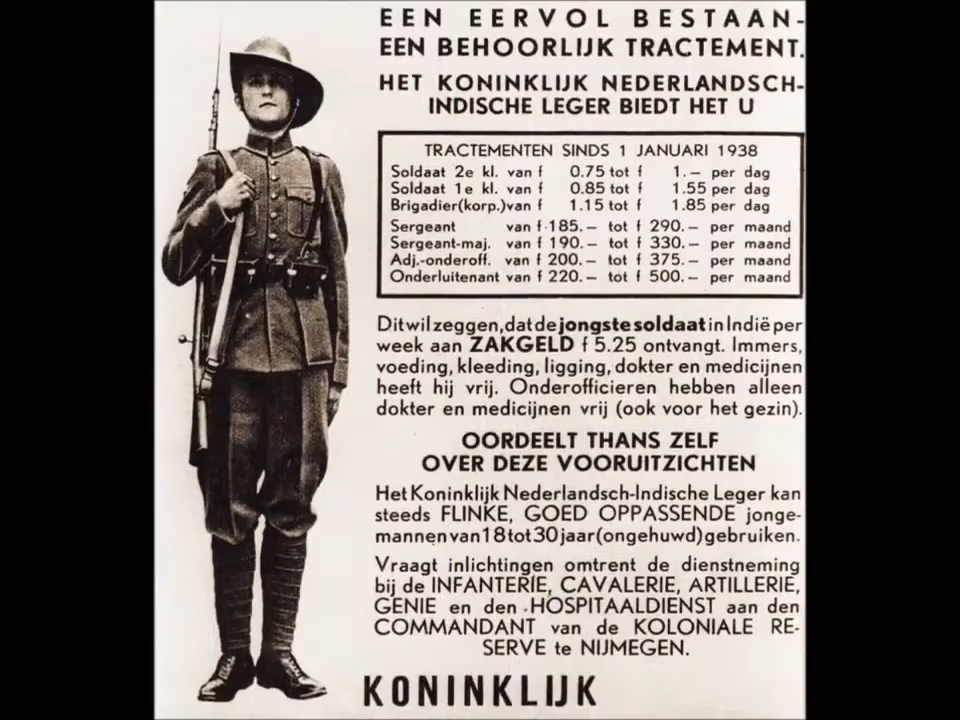 EEN EERVOL BESTAAN-
EEN BEHOORLIJK TRACTEMENT.
HET KONINKLIJK NEDERLANDSCH-
INDISCHE LEGER BIEDT HET U
TRACTEMENTEN SINDS 1 JANUARI 1938
Soldaat 2e kl. van f 0.75 tot f 1.– per dag
Soldaat 1e kl. van f 0.85 tot f 1.55 per dag
Brigadier (korp.) van f 1.15 tot f 1.85 per dag
Sergeant van f 185.– tot f 290.– per maand
Sergeant-maj. van f 190.– tot f 330.– per maand
Adj.-onderoff. van f 200.– tot f 375.– per maand
Onderluitenant van f 220.– tot f 500.– per maand
Dit wil zeggen, dat de jongste soldaat in Indië per
week aan ZAKGELD f 5.25 ontvangt. Immers,
voeding, kleeding, ligging, dokter en medicijnen
heeft hij vrij. Onderofficieren hebben alleen
dokter en medicijnen vrij (ook voor het gezin).
OORDEELT THANS ZELF
OVER DEZE VOORUITZICHTEN
Het Koninklijk Nederlandsch-Indische Leger kan
steeds FLINKE, GOED OPPASSENDE jonge-
mannen van 18 tot 30 jaar (ongehuwd) gebruiken.
Vraagt inlichtingen omtrent de dienstneming
bij de INFANTERIE, CAVALERIE, ARTILLERIE,
GENIE en den HOSPITAALDIENST aan den
COMMANDANT van de KOLONIALE RE-
SERVE te NIJMEGEN.
KONINKLIJK